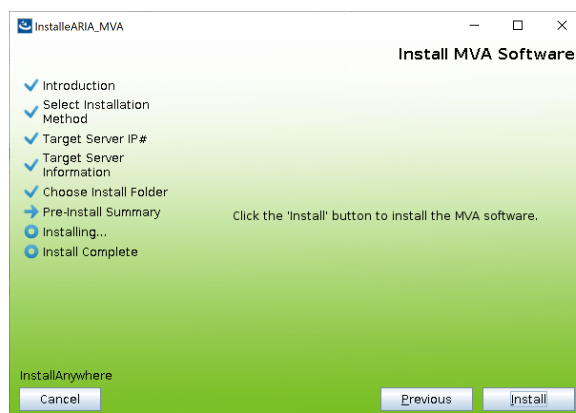 InstalleARIA_MVA
Install MVA Software
Introduction
Select Installation
Method
Target Server IP#
Target Server
Information
Choose Install Folder
Pre-Install Summary
Installing...
Install Complete
Click the 'Install' button to install the MVA software.
InstallAnywhere
Cancel
Previous
Install